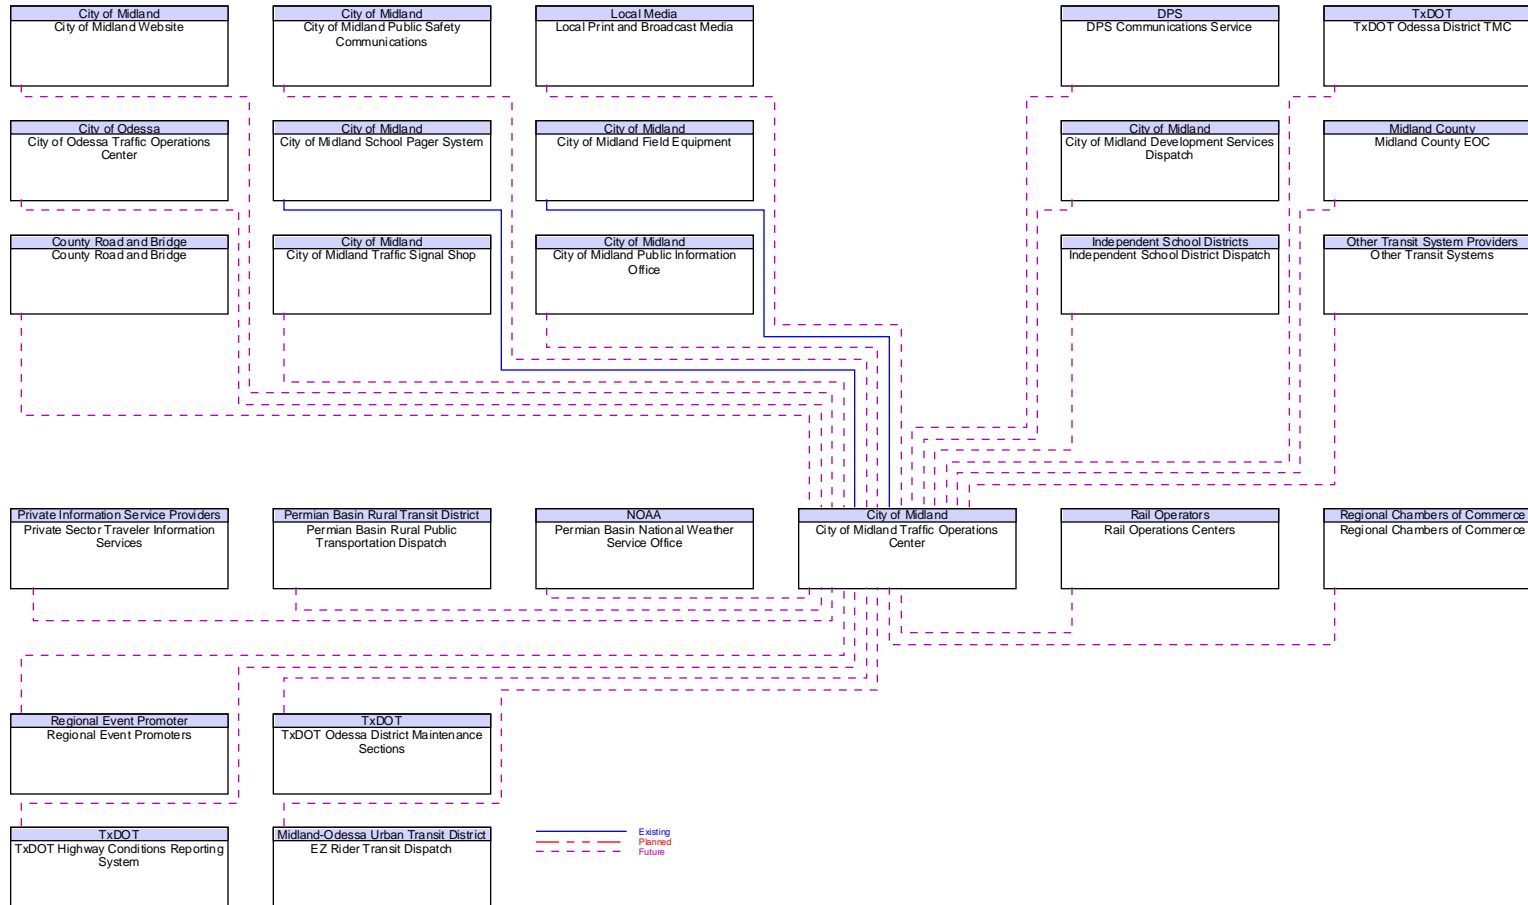 City of Midland
City of Midland Website
City of Midland
City of Midland Public Safety
Communications
Local Media
Local Print and Broadcast Media
DPS
DPS Communications Service
TxDOT
TxDOT Odessa District TMC
City of Odessa
City of Odessa Traffic Operations
Center
City of Midland
City of Midland School Pager System
City of Midland
City of Midland Field Equipment
City of Midland
City of Midland Development Services
Dispatch
Midland County
Midland County EOC
County Road and Bridge
County Road and Bridge
City of Midland
City of Midland Traffic Signal Shop
City of Midland
City of Midland Public Information
Office
Independent School Districts
Independent School District Dispatch
Other Transit System Providers
Other Transit Systems
Private Information Service Providers
Private Sector Traveler Information
Services
Permian Basin Rural Transit District
Permian Basin Rural Public
Transportation Dispatch
NOAA
Permian Basin National Weather
Service Office
City of Midland
City of Midland Traffic Operations
Center
Rail Operators
Rail Operations Centers
Regional Chambers of Commerce
Regional Chambers of Commerce
Regional Event Promoter
Regional Event Promoters
TxDOT
TxDOT Odessa District Maintenance
Sections
TxDOT
TxDOT Highway Conditions Reporting
System
Midland-Odessa Urban Transit District
EZ Rider Transit Dispatch
Existing
Planned
Future